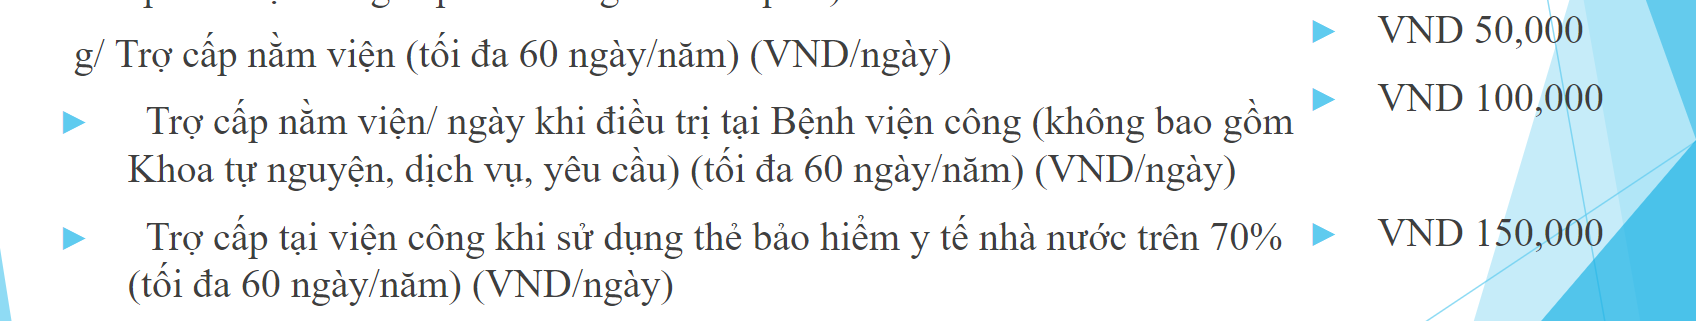 g/ Trợ cấp nằm viện (tối đa 60 ngày/năm) (VND/ngày)
► VND 50,000
► Trợ cấp nằm viện/ ngày khi điều trị tại Bệnh viện công (không bao gồm
Khoa tự nguyện, dịch vụ, yêu cầu) (tối đa 60 ngày/năm) (VND/ngày)
► VND 100,000
► Trợ cấp tại viện công khi sử dụng thẻ bảo hiểm y tế nhà nước trên 70%
(tối đa 60 ngày/năm) (VND/ngày)
► VND 150,000